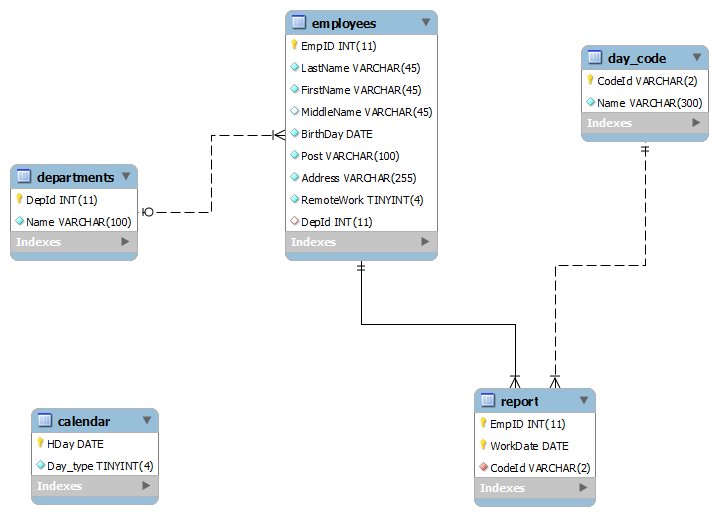 employees
EmpID INT(11)
LastName VARCHAR(45)
FirstName VARCHAR(45)
MiddleName VARCHAR(45)
BirthDay DATE
Post VARCHAR(100)
Address VARCHAR(255)
RemoteWork TINYINT(4)
DepId INT(11)
Indexes
day_code
CodeId VARCHAR(2)
Name VARCHAR(300)
Indexes
departments
DepId INT(11)
Name VARCHAR(100)
Indexes
calendar
HDay DATE
Day_type TINYINT(4)
Indexes
report
EmpID INT(11)
WorkDate DATE
CodeId VARCHAR(2)
Indexes